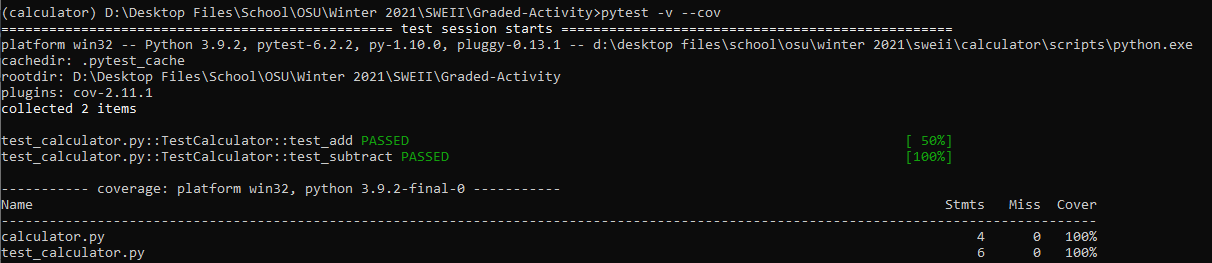 (calculator) D:\Desktop Files\School\OSU\Winter 2021\SWEII\Graded-Activity>pytest -v --cov
================================================= test session starts =================================================
platform win32 -- Python 3.9.2, pytest-6.2.2, py-1.10.0, pluggy-0.13.1 -- d:\desktop files\school\osu\winter 2021\sweii\calculator\scripts\python.exe
cachedir: .pytest_cache
rootdir: D:\Desktop Files\School\OSU\Winter 2021\SWEII\Graded-Activity
plugins: cov-2.11.1
collected 2 items
test_calculator.py::TestCalculator::test_add PASSED [ 50%]
test_calculator.py::TestCalculator::test_subtract PASSED [100%]
----------- coverage: platform win32, python 3.9.2-final-0 -----------
Name Stmts Miss Cover
-----------------------------------------------------------------------------------------------------------------------------------------
calculator.py 4 0 100%
test_calculator.py 6 0 100%